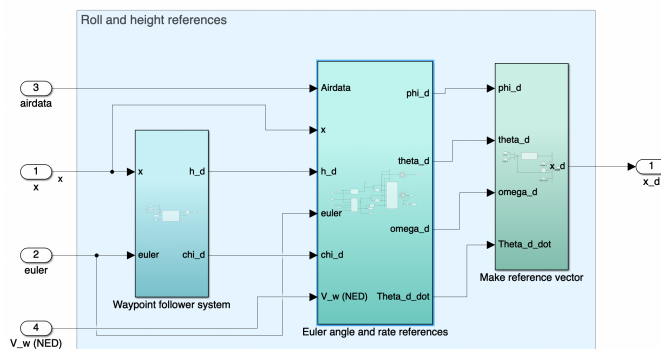 Roll and height references
3
airdata
Airdata
phi_d
phi_d
x
1
x
x
x
h_d
h_d
theta_d
theta_d
x_d
1
x_d
euler
omega_d
omega_d
2
euler
euler
chi_d
chi_d
Theta_d_dot
Make reference vector
V_w (NED)
Theta_d_dot
Waypoint follower system
4
V_w (NED)
Euler angle and rate references